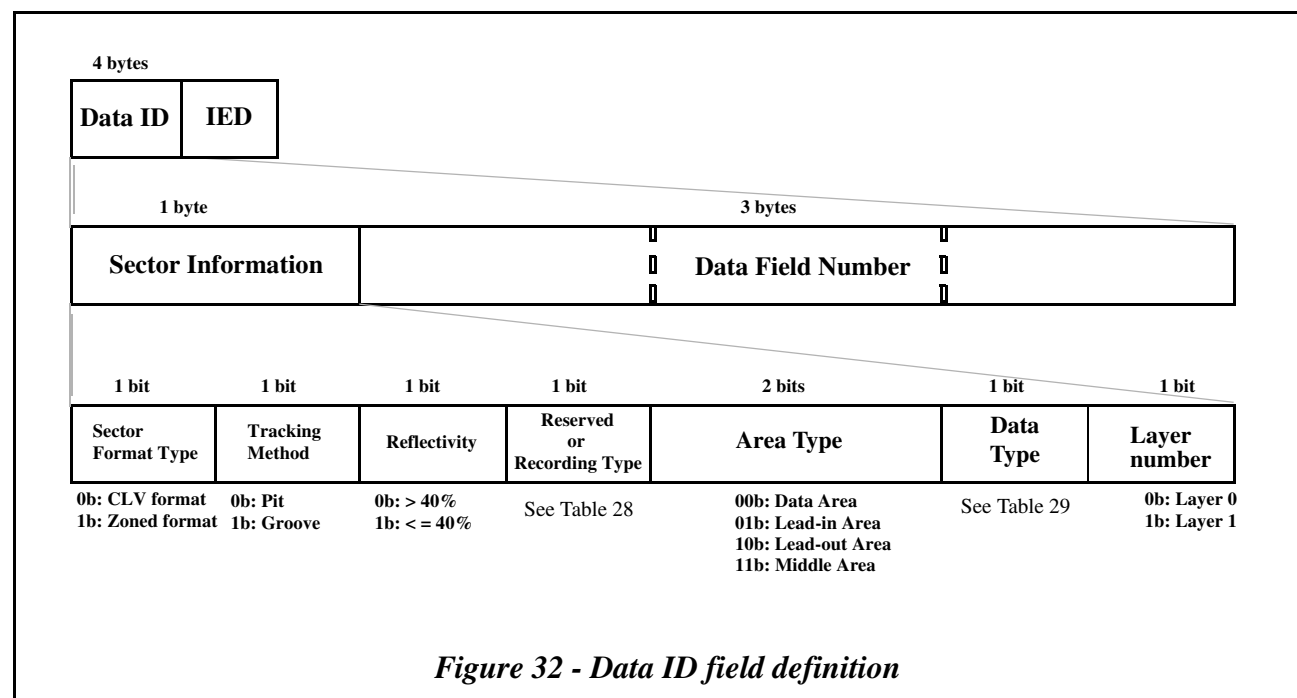 4 bytes
Data ID IED
1 byte 3 bytes
Sector Information Data Field Number
1 bit 1 bit 1 bit 1 bit 2 bits 1 bit 1 bit
Sector
Format Type
Tracking
Method
Reflectivity
Reserved
or
Recording Type
Area Type
Data
Type
Layer
number
0b: CLV format
1b: Zoned format
0b: Pit
1b: Groove
0b: > 40%
1b: < = 40%
See Table 28
00b: Data Area
01b: Lead-in Area
10b: Lead-out Area
11b: Middle Area
See Table 29
0b: Layer 0
1b: Layer 1
Figure 32 - Data ID field definition